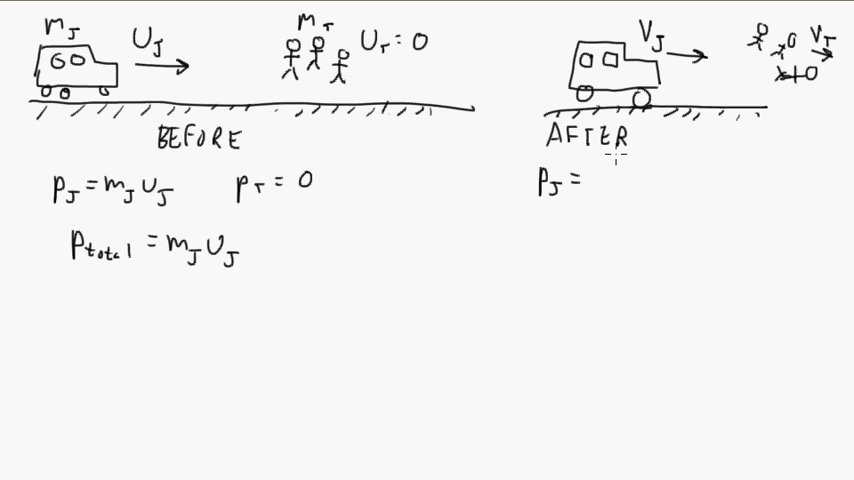 m_J
U_J
m_T
U_T = 0
V_J
V_T
BEFORE
AFTER
p_J = m_J U_J
p_T = 0
p_J =
p_total = m_J U_J